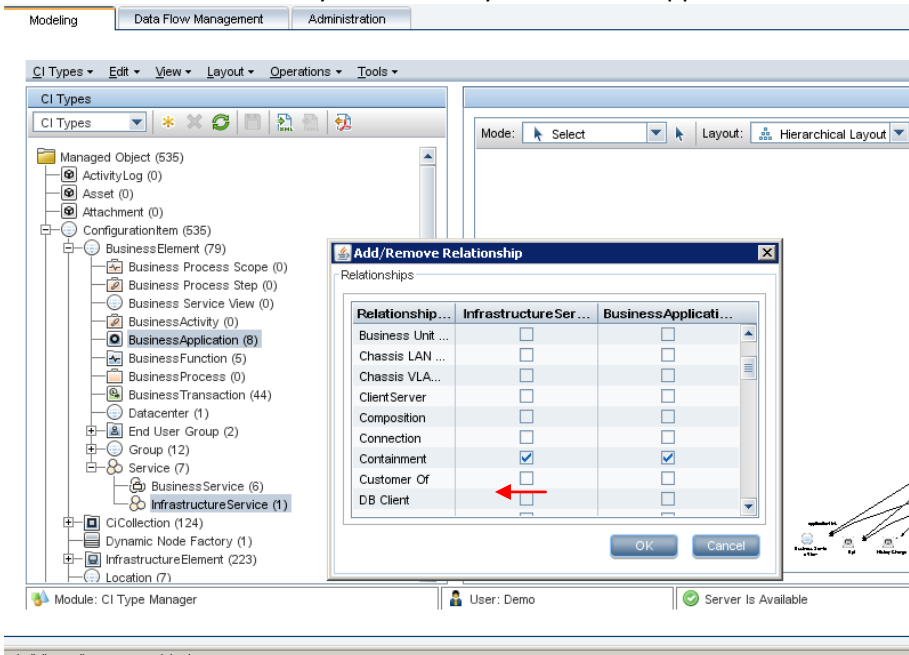 Modeling Data Flow Management Administration
CI Types Edit View Layout Operations Tools
CI Types
CI Types
Mode: Select Layout: Hierarchical Layout
Managed Object (535)
ActivityLog (0)
Asset (0)
Attachment (0)
ConfigurationItem (535)
BusinessElement (79)
Business Process Scope (0)
Business Process Step (0)
Business Service View (0)
BusinessActivity (0)
BusinessApplication (8)
BusinessFunction (5)
BusinessProcess (0)
BusinessTransaction (44)
Datacenter (1)
End User Group (2)
Group (12)
Service (7)
BusinessService (6)
InfrastructureService (1)
CiCollection (124)
Dynamic Node Factory (1)
InfrastructureElement (223)
Location (7)
Add/Remove Relationship
Relationships
Relationship... InfrastructureSer... BusinessApplicati...
Business Unit ...
Chassis LAN ...
Chassis VLA...
ClientServer
Composition
Connection
Containment
Customer Of
DB Client
OK Cancel
Module: CI Type Manager User: Demo Server Is Available